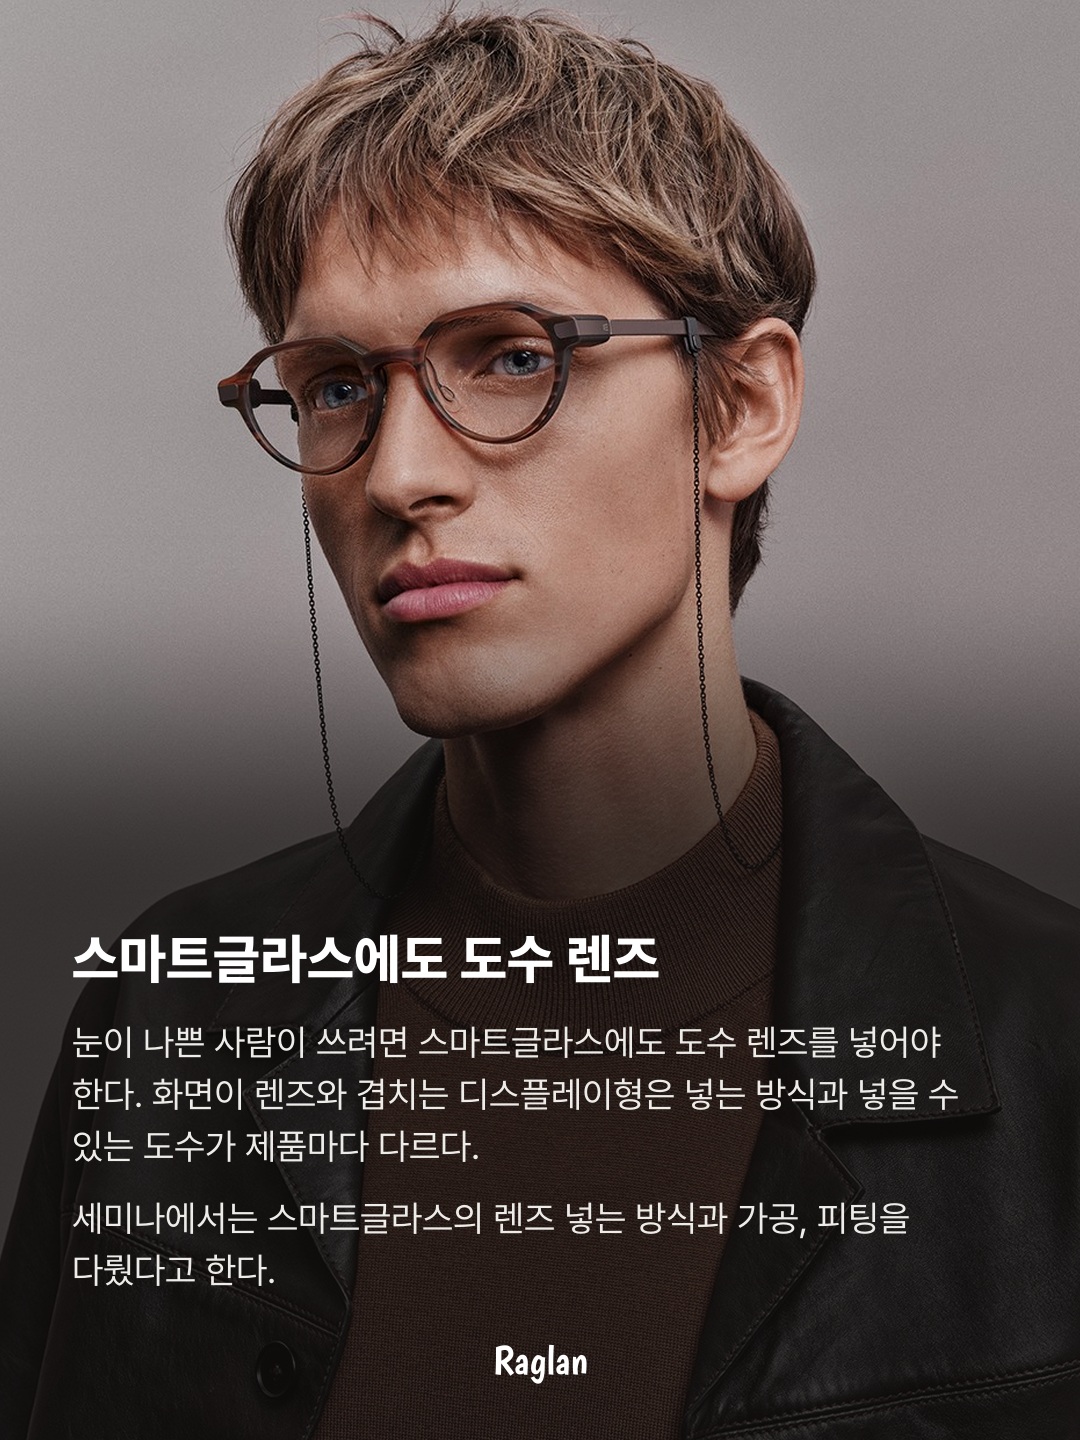 스마트글라스에도 도수 렌즈
눈이 나쁜 사람이 쓰려면 스마트글라스에도 도수 렌즈를 넣어야
한다. 화면이 렌즈와 겹치는 디스플레이형은 넣는 방식과 넣을 수
있는 도수가 제품마다 다르다.
세미나에서는 스마트글라스의 렌즈 넣는 방식과 가공, 피팅을
다뤘다고 한다.
Raglan